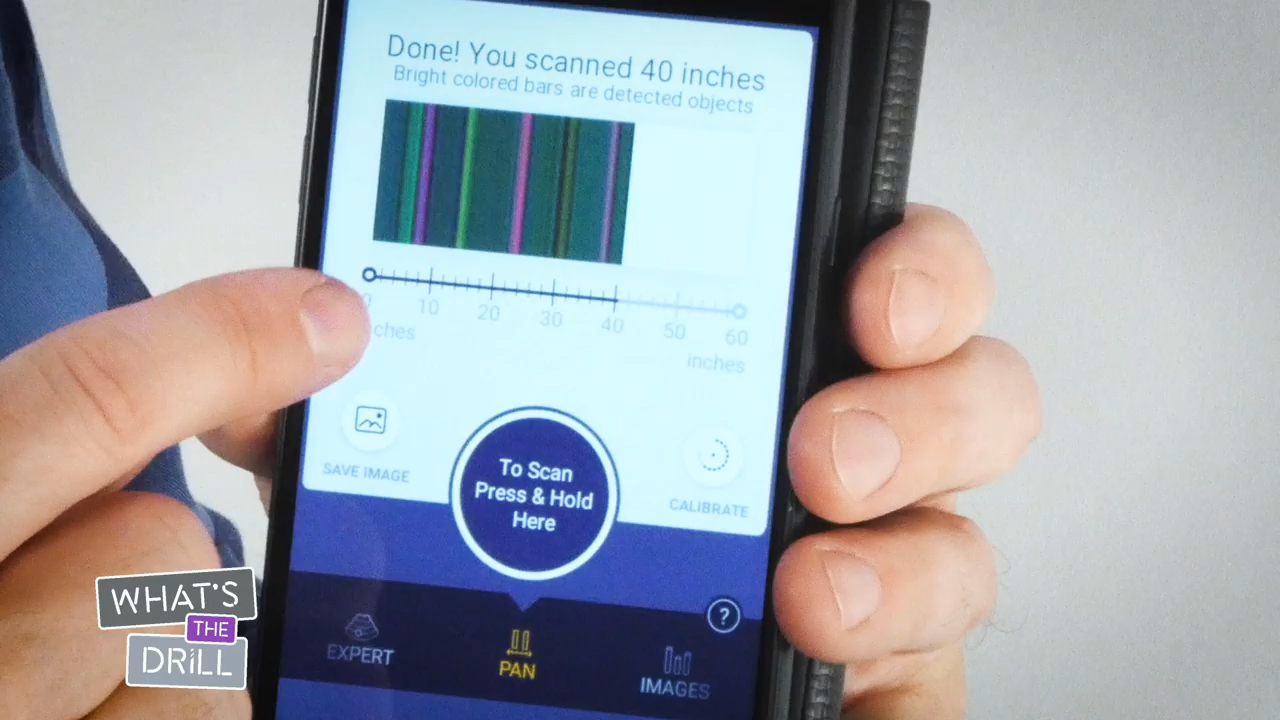 Done! You scanned 40 inches
Bright colored bars are detected objects
10 20 30 40 50 60
inches
SAVE IMAGE
CALIBRATE
To Scan
Press & Hold
Here
?
EXPERT
PAN
IMAGES
WHAT'S
THE
DRILL